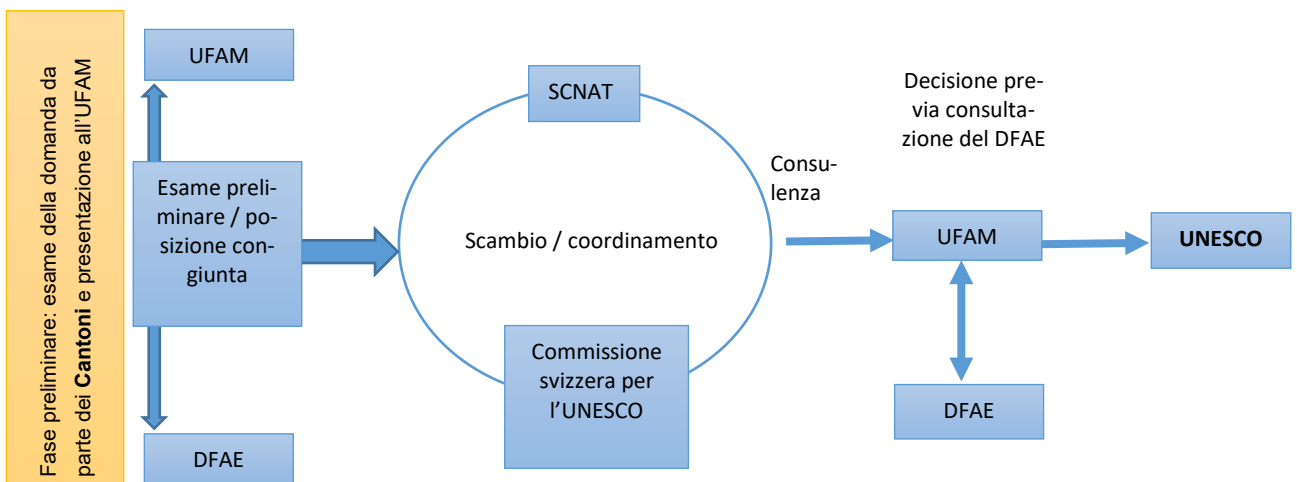 Fase preliminare: esame della domanda da
parte dei Cantoni e presentazione all’UFAM
UFAM
Esame preli-
minare / po-
sizione con-
giunta
DFAE
SCNAT
Scambio / coordinamento
Commissione
svizzera per
l’UNESCO
Consu-
lenza
Decisione pre-
via consulta-
zione del DFAE
UFAM
DFAE
UNESCO